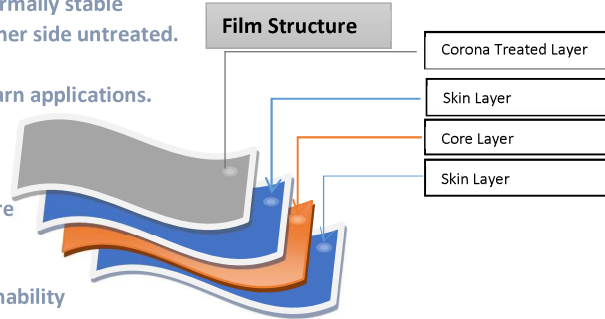 rmally stable
ner side untreated.
arn applications.
re
nability
Film Structure
Corona Treated Layer
Skin Layer
Core Layer
Skin Layer